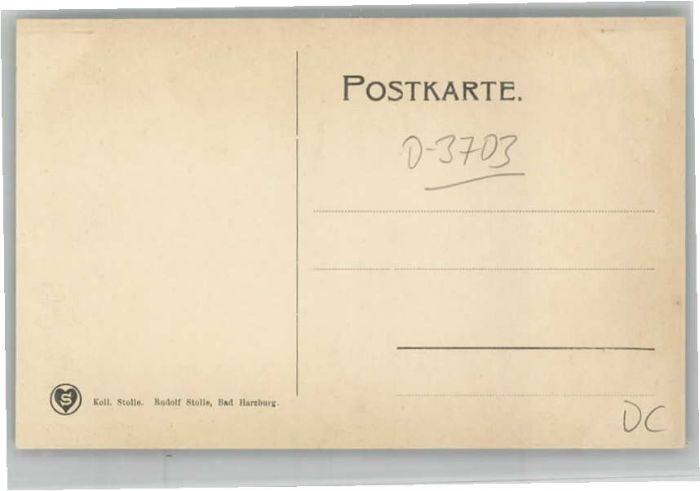 POSTKARTE.
D-3703
S Koll. Stolle. Rudolf Stolle, Bad Harzburg.
DC